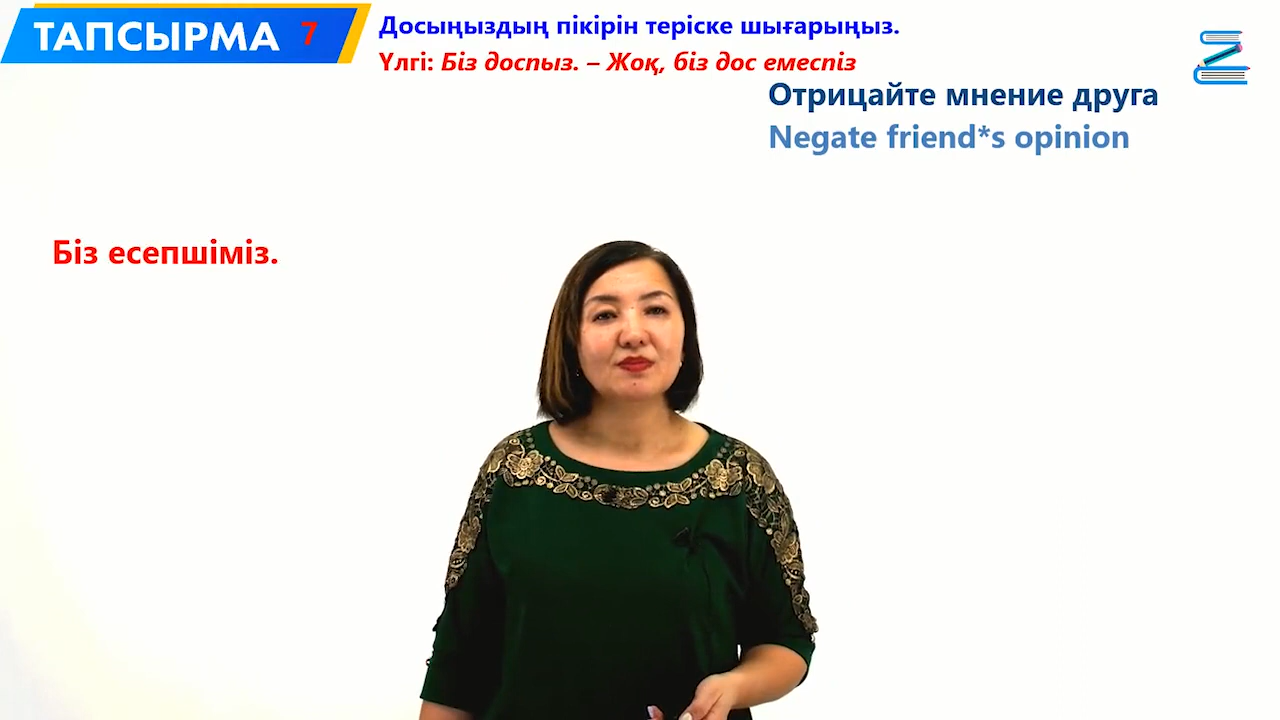 ТАПСЫРМА 7
Досыңыздың пікірін теріске шығарыңыз.
Үлгі: Біз доспыз. – Жоқ, біз дос емеспіз
Отрицайте мнение друга
Negate friend*s opinion
Біз есепшіміз.